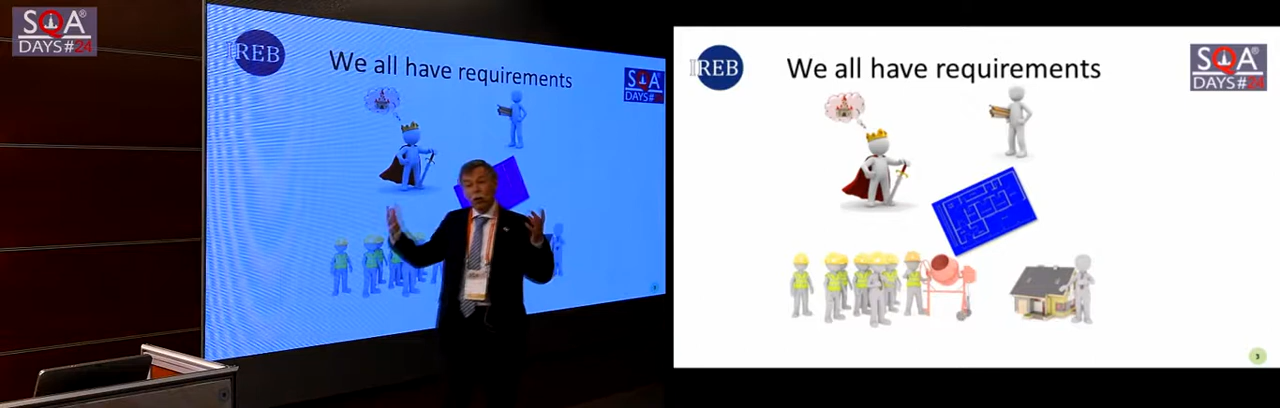 SQA®
DAYS#24
IREB
We all have requirements
SQA
DAYS#24
IREB
We all have requirements
SQA®
DAYS#24
3